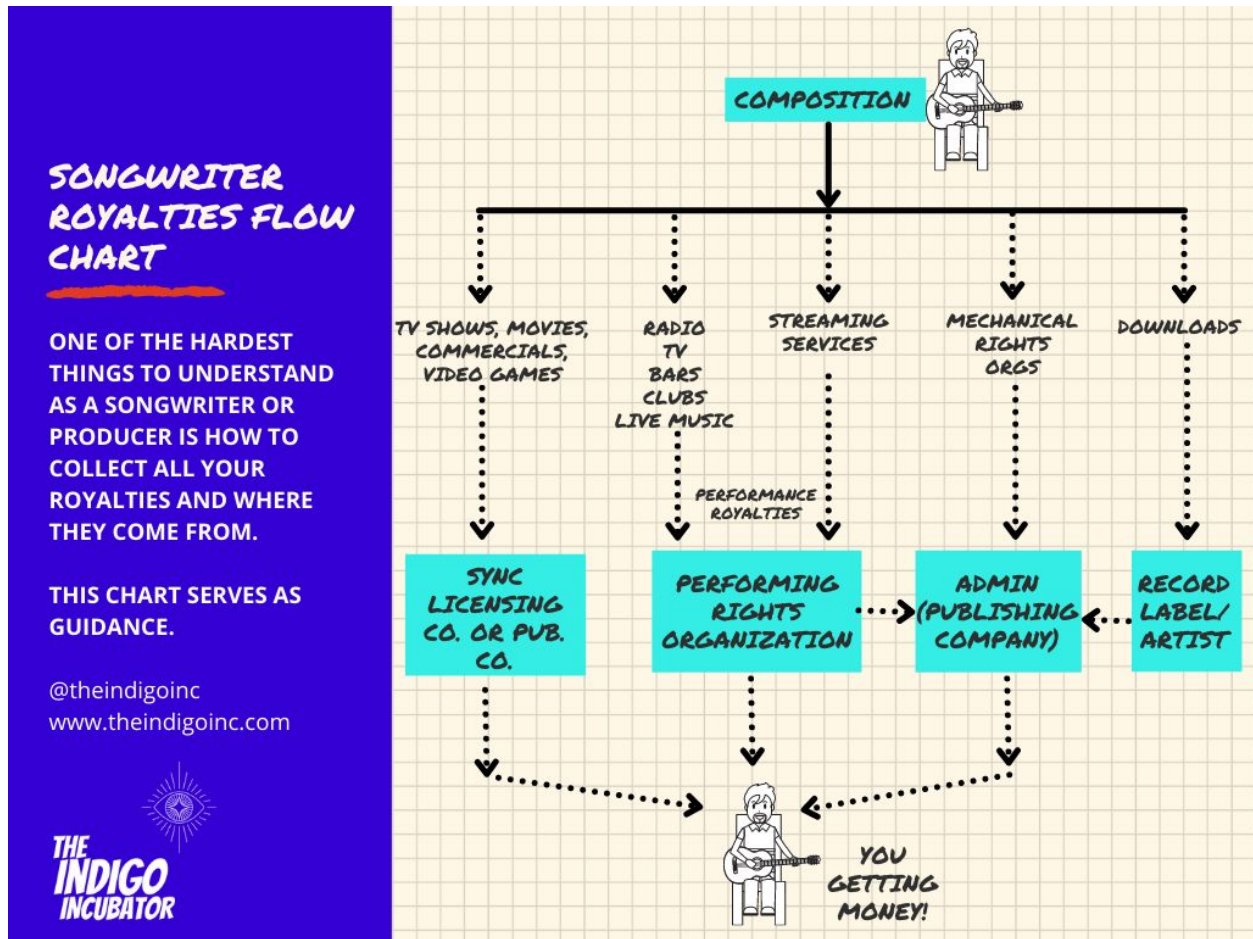 SONGWRITER
ROYALTIES FLOW
CHART
ONE OF THE HARDEST
THINGS TO UNDERSTAND
AS A SONGWRITER OR
PRODUCER IS HOW TO
COLLECT ALL YOUR
ROYALTIES AND WHERE
THEY COME FROM.
THIS CHART SERVES AS
GUIDANCE.
@theindigoinc
www.theindigoinc.com
THE
INDIGO
INCUBATOR
COMPOSITION
TV SHOWS, MOVIES,
COMMERCIALS,
VIDEO GAMES
RADIO
TV
BARS
CLUBS
LIVE MUSIC
STREAMING
SERVICES
MECHANICAL
RIGHTS
ORGS
DOWNLOADS
PERFORMANCE
ROYALTIES
SYNC
LICENSING
CO. OR PUB.
CO.
PERFORMING
RIGHTS
ORGANIZATION
ADMIN
(PUBLISHING
COMPANY)
RECORD
LABEL/
ARTIST
YOU
GETTING
MONEY!